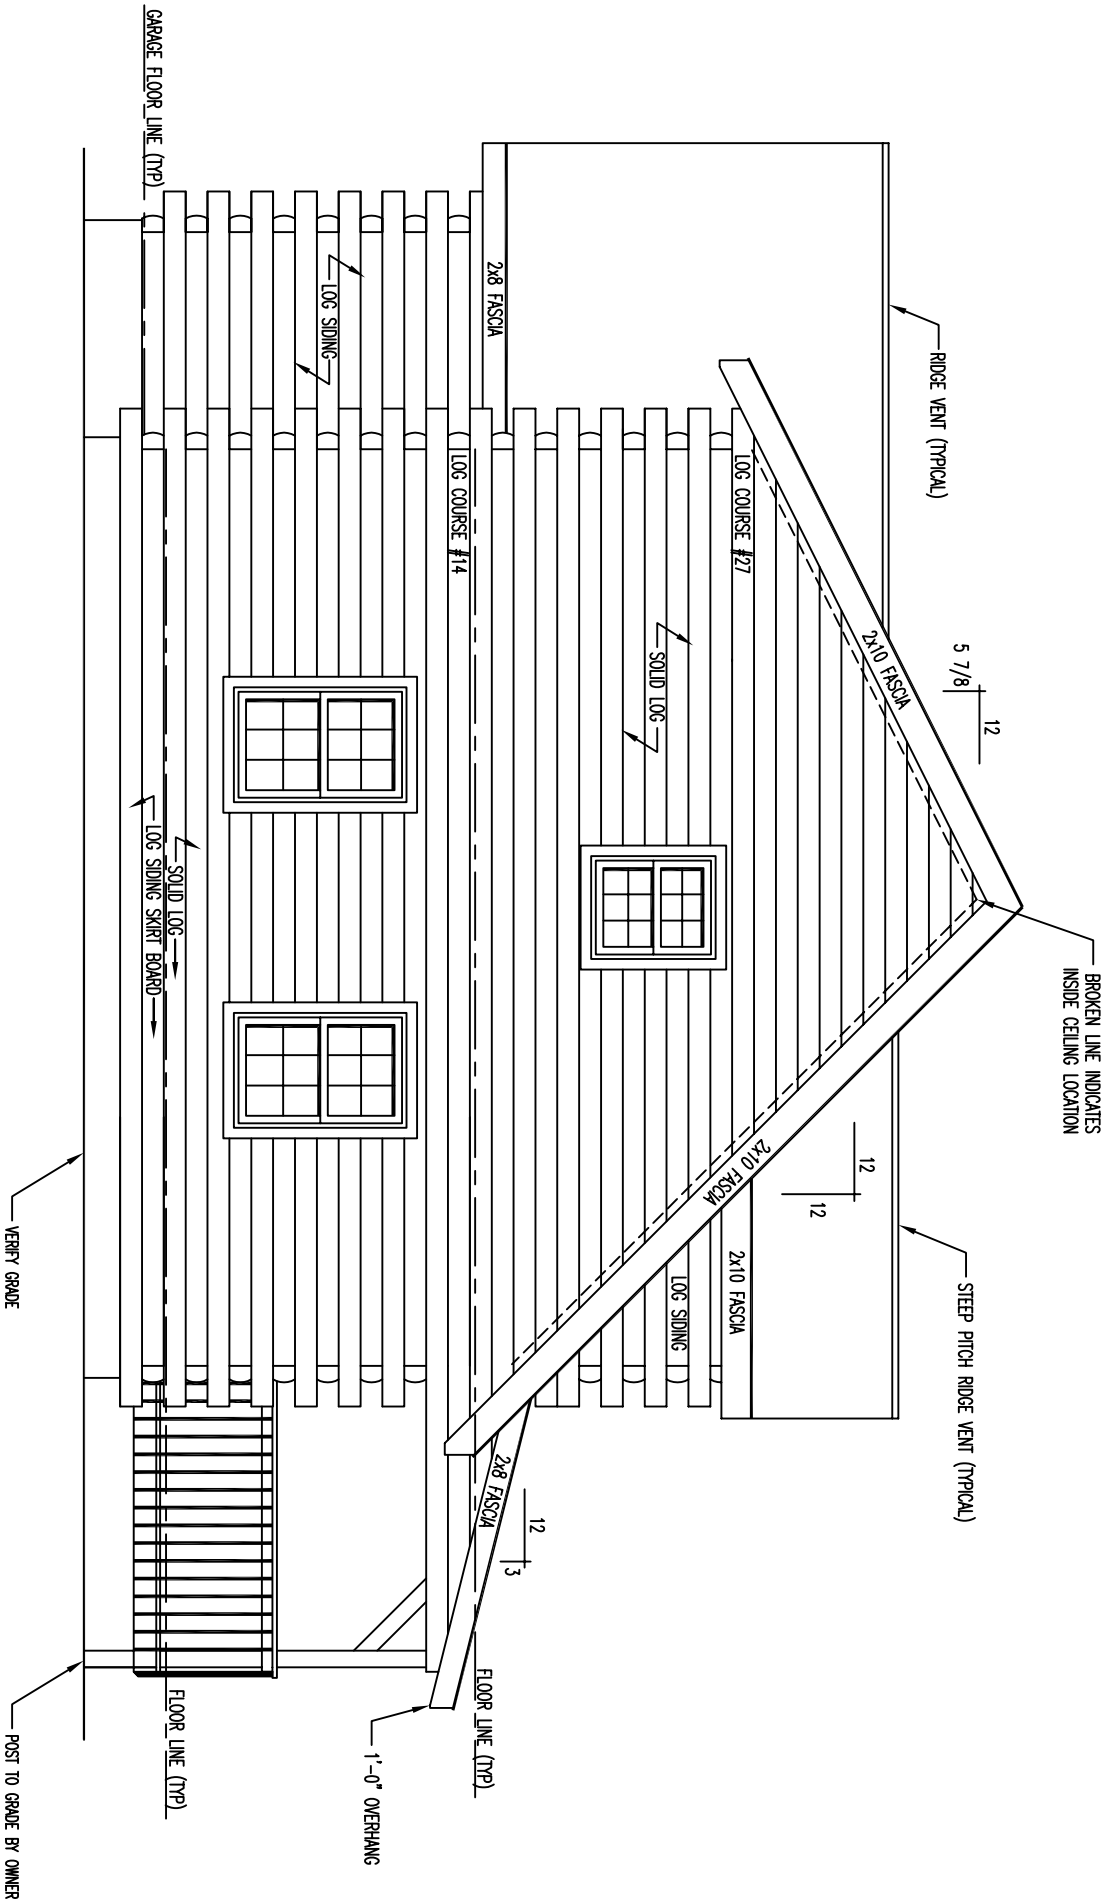 BROKEN LINE INDICATES
INSIDE CEILING LOCATION
12
5 7/8
RIDGE VENT (TYPICAL)
2x10 FASCIA
STEEP PITCH RIDGE VENT (TYPICAL)
12
12
2x10 FASCIA
2x10 FASCIA
LOG COURSE #27
LOG SIDING
SOLID LOG
2x8 FASCIA
12
3
2x8 FASCIA
FLOOR LINE (TYP)
LOG COURSE #14
1'-0" OVERHANG
LOG SIDING
SOLID LOG
FLOOR LINE (TYP)
GARAGE FLOOR LINE (TYP)
LOG SIDING SKIRT BOARD
VERIFY GRADE
POST TO GRADE BY OWNER